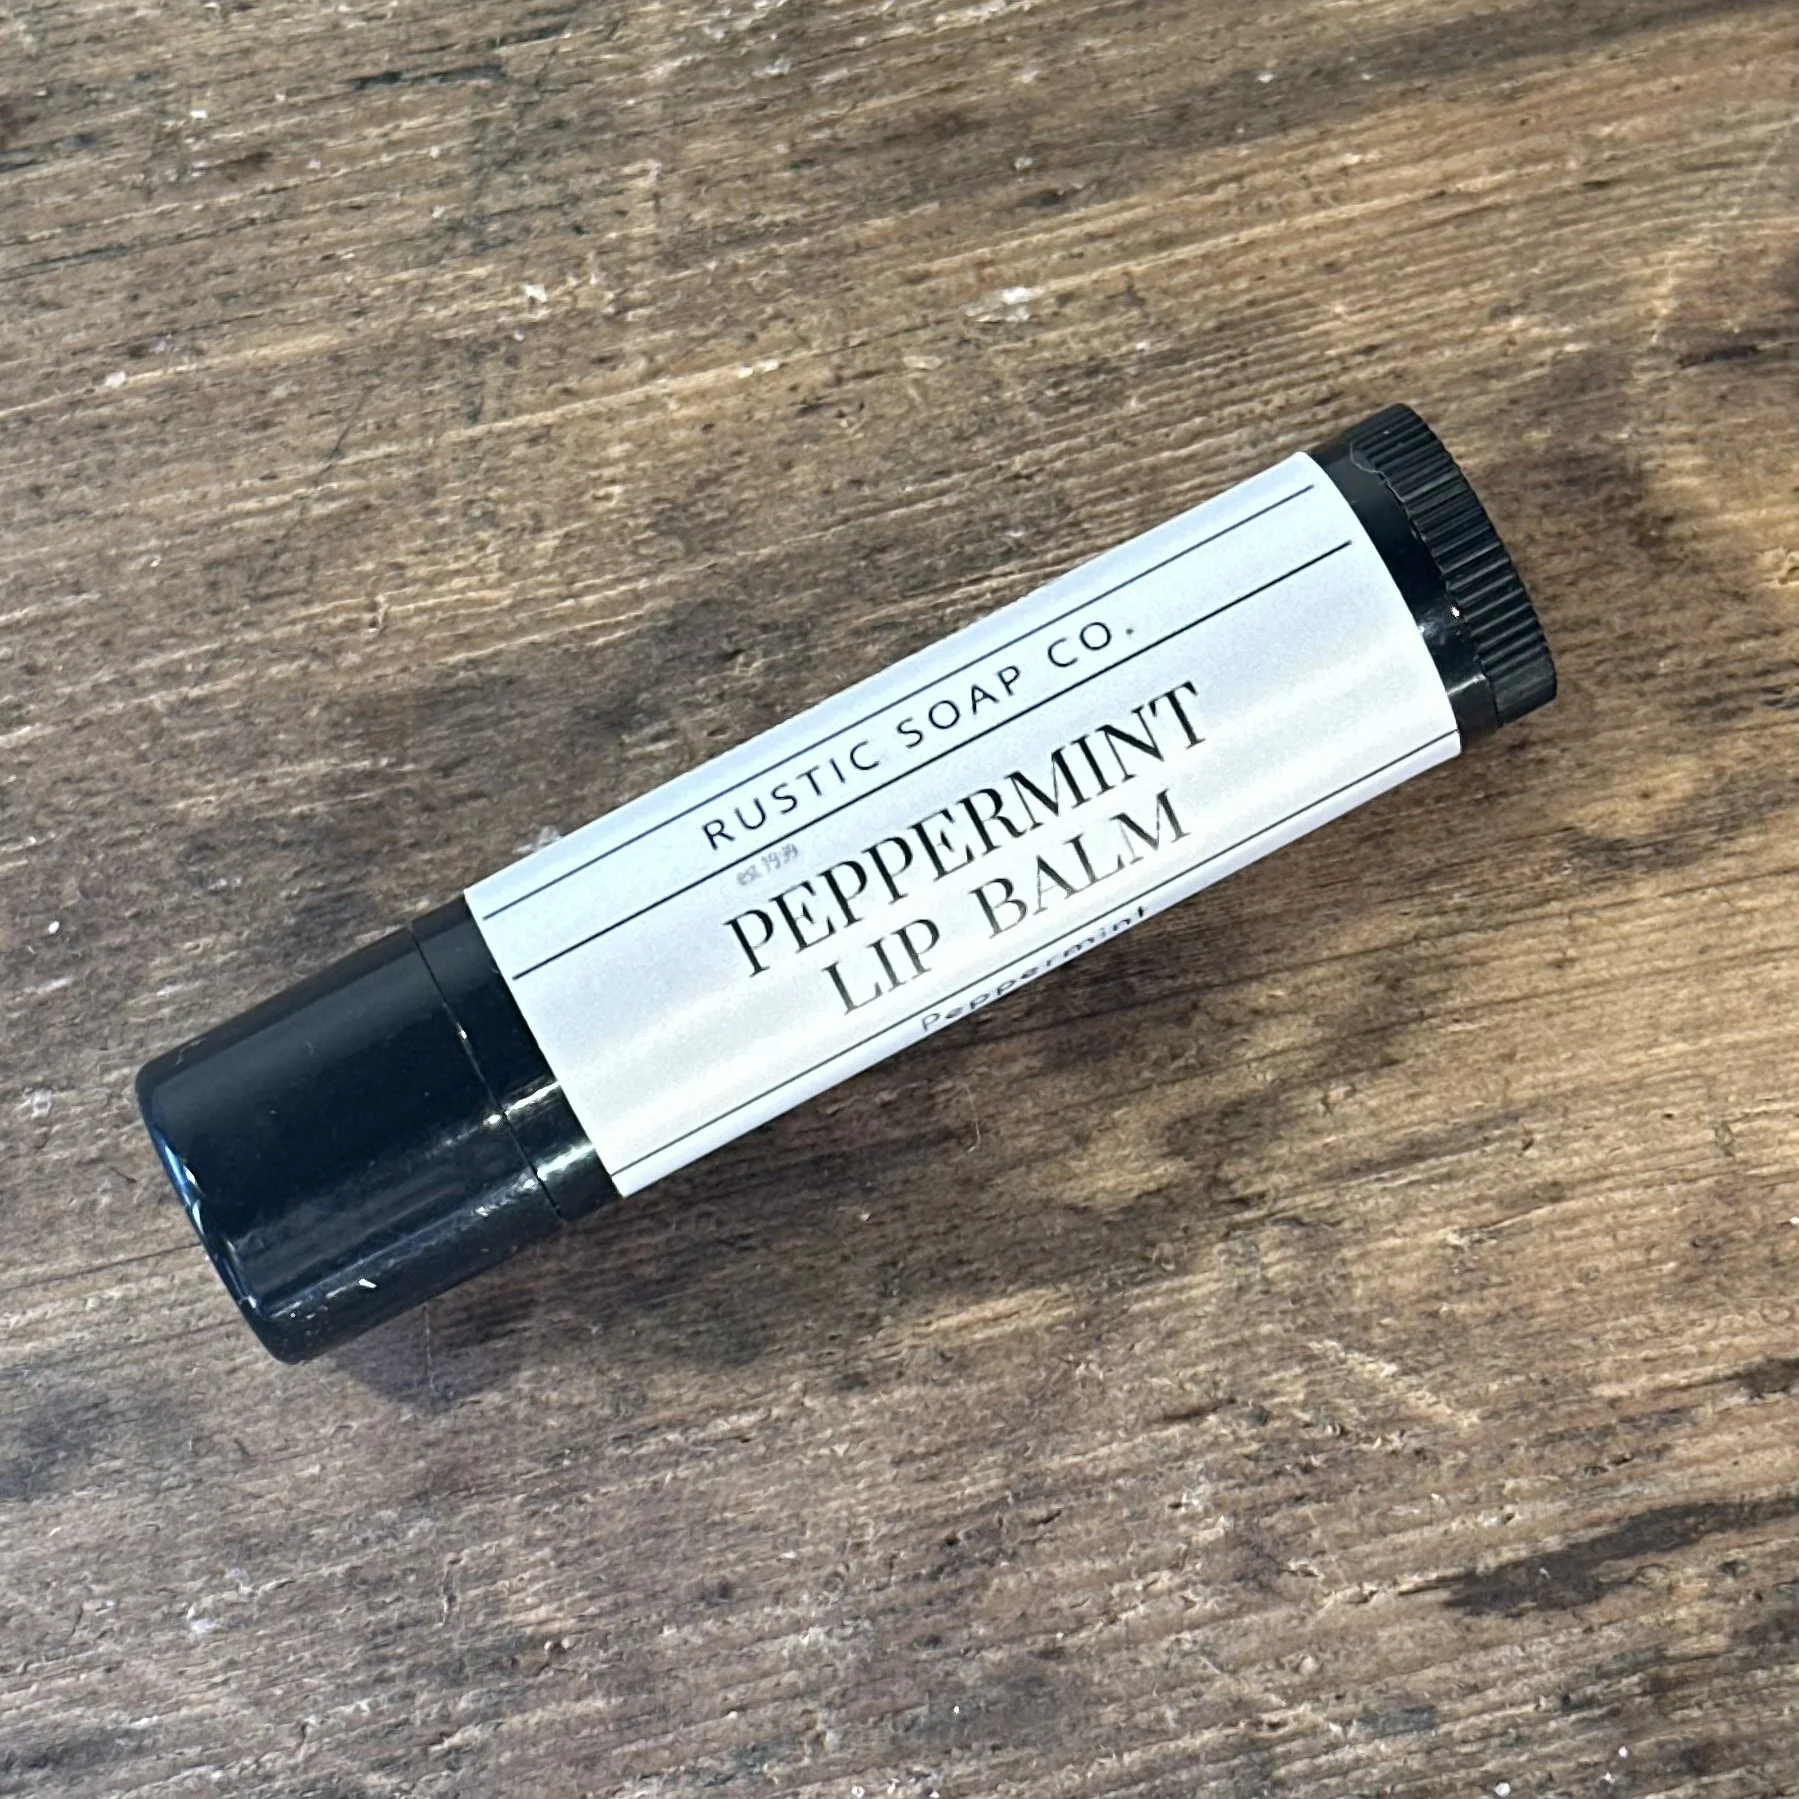 RUSTIC SOAP CO.
PEPPERMINT
LIP BALM
Peppermint